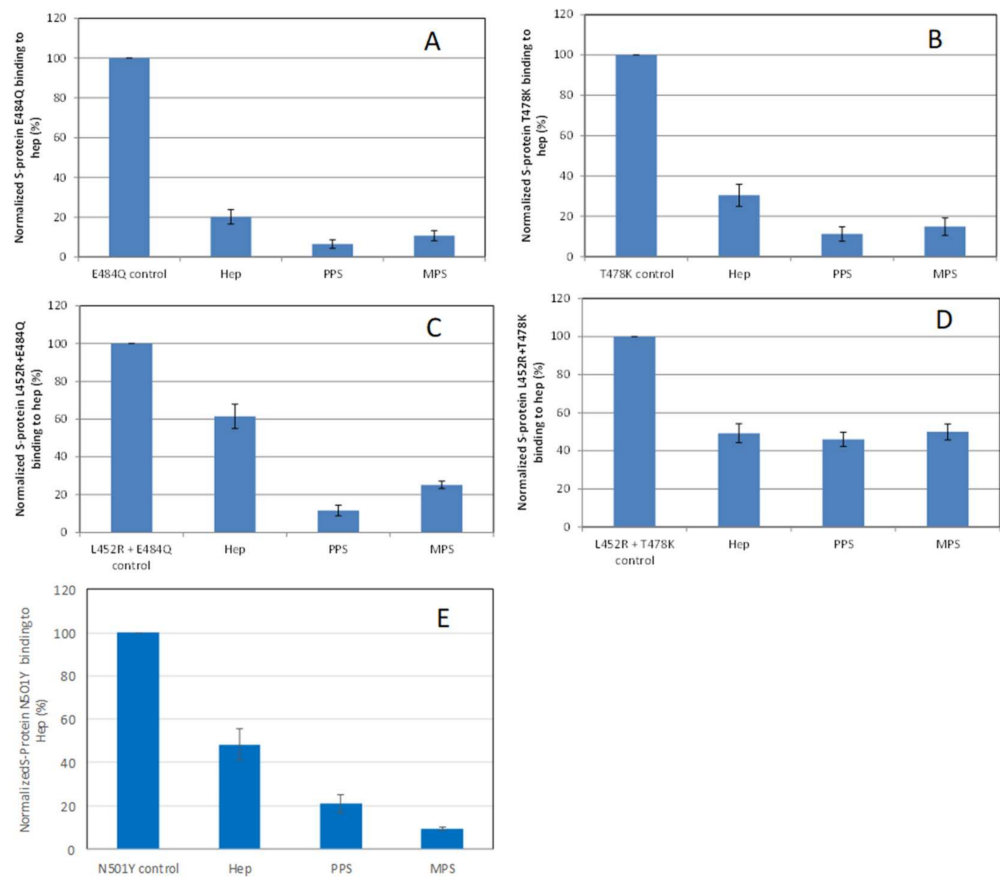 A
Normalized S-protein E484Q binding to
hep (%)
120
100
80
60
40
20
0
E484Q control
Hep
PPS
MPS
B
Normalized S-protein T478K binding to
hep (%)
120
100
80
60
40
20
0
T478K control
Hep
PPS
MPS
C
Normalized S-protein L452R+E484Q
binding to hep (%)
120
100
80
60
40
20
0
L452R + E484Q
control
Hep
PPS
MPS
D
Normalized S-protein L452R+T478K
binding to hep (%)
120
100
80
60
40
20
0
L452R + T478K
control
Hep
PPS
MPS
E
NormalizedS-Protein N501Y binding to
Hep (%)
120
100
80
60
40
20
0
N501Y control
Hep
PPS
MPS